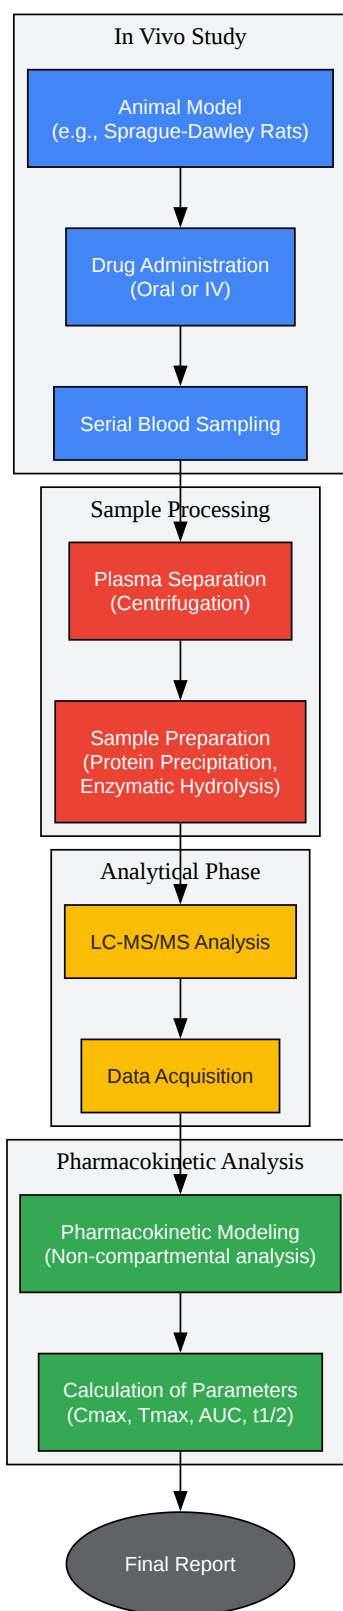 In Vivo Study
Animal Model
(e.g., Sprague-Dawley Rats)
Drug Administration
(Oral or IV)
Serial Blood Sampling
Sample Processing
Plasma Separation
(Centrifugation)
Sample Preparation
(Protein Precipitation,
Enzymatic Hydrolysis)
Analytical Phase
LC-MS/MS Analysis
Data Acquisition
Pharmacokinetic Analysis
Pharmacokinetic Modeling
(Non-compartmental analysis)
Calculation of Parameters
(Cmax, Tmax, AUC, t1/2)
Final Report